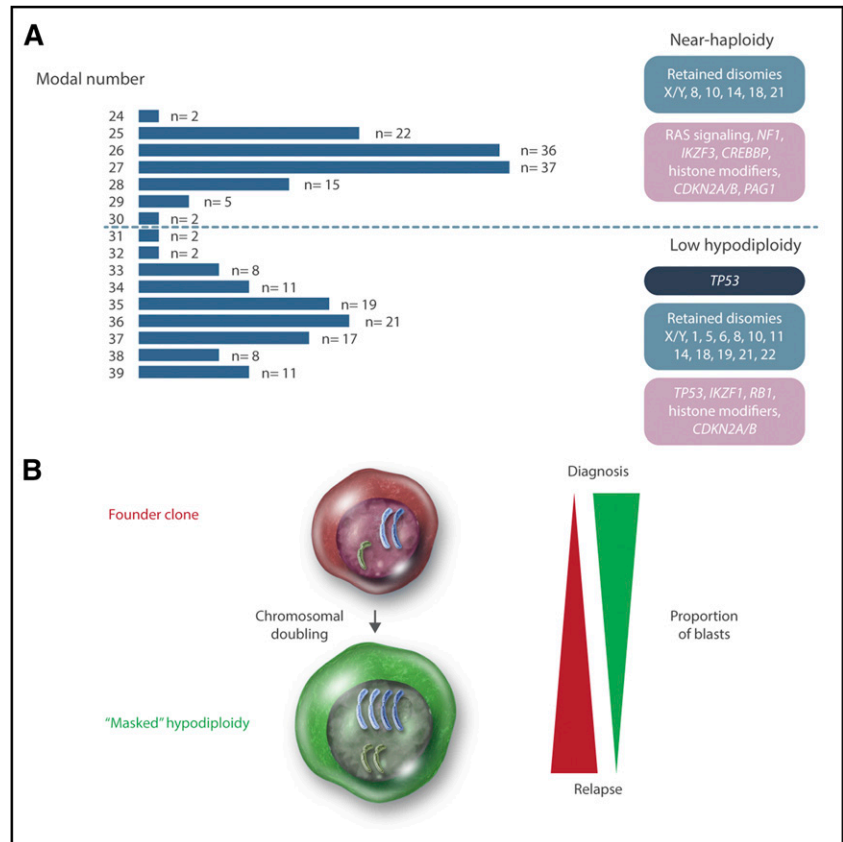 A
Modal number
24 n= 2
25 n= 22
26 n= 36
27 n= 37
28 n= 15
29 n= 5
30 n= 2
31 n= 2
32 n= 2
33 n= 8
34 n= 11
35 n= 19
36 n= 21
37 n= 17
38 n= 8
39 n= 11
Near-haploidy
Retained disomies
X/Y, 8, 10, 14, 18, 21
RAS signaling, NF1,
IKZF3, CREBBP,
histone modifiers,
CDKN2A/B, PAG1
Low hypodiploidy
TP53
Retained disomies
X/Y, 1, 5, 6, 8, 10, 11
14, 18, 19, 21, 22
TP53, IKZF1, RB1,
histone modifiers,
CDKN2A/B
B
Founder clone
Chromosomal
doubling
"Masked" hypodiploidy
Diagnosis
Proportion
of blasts
Relapse